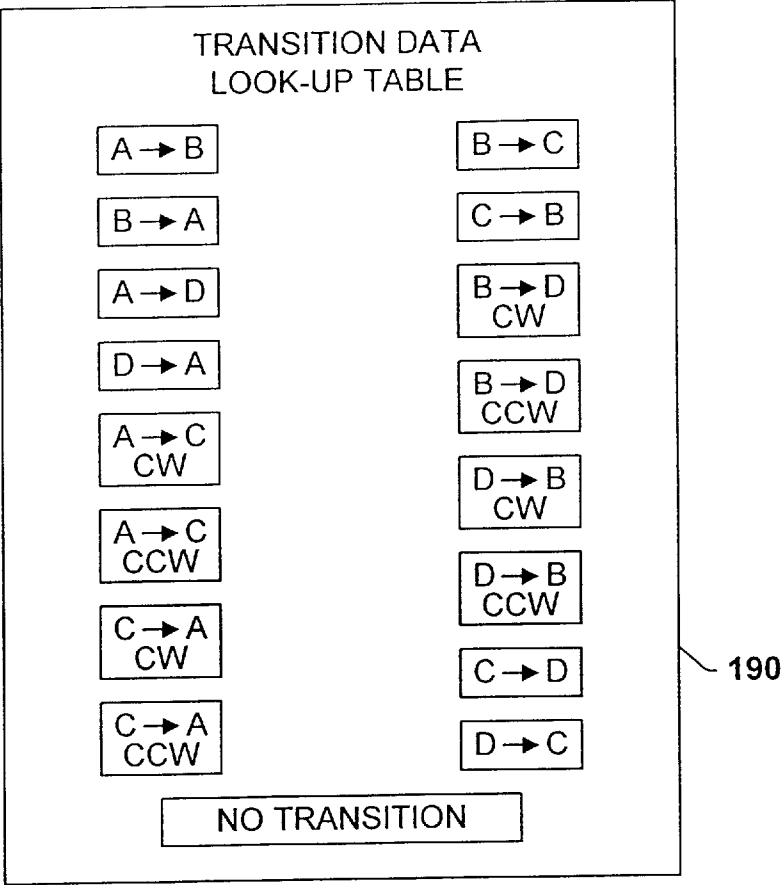 TRANSITION DATA
LOOK-UP TABLE
A → B
B → A
A → D
D → A
A → C
CW
A → C
CCW
C → A
CW
C → A
CCW
B → C
C → B
B → D
CW
B → D
CCW
D → B
CW
D → B
CCW
C → D
D → C
NO TRANSITION
190